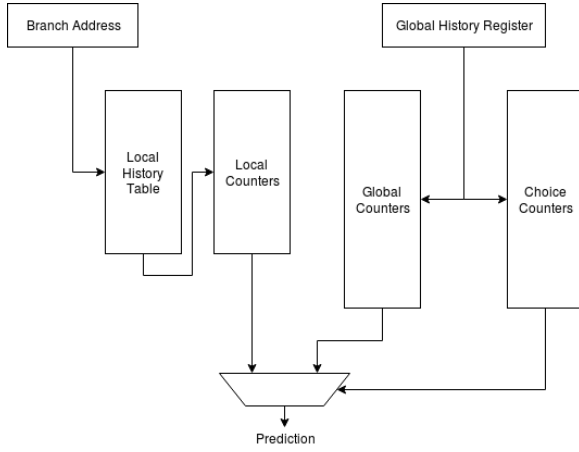 Branch Address
Global History Register
Local
History
Table
Local
Counters
Global
Counters
Choice
Counters
Prediction